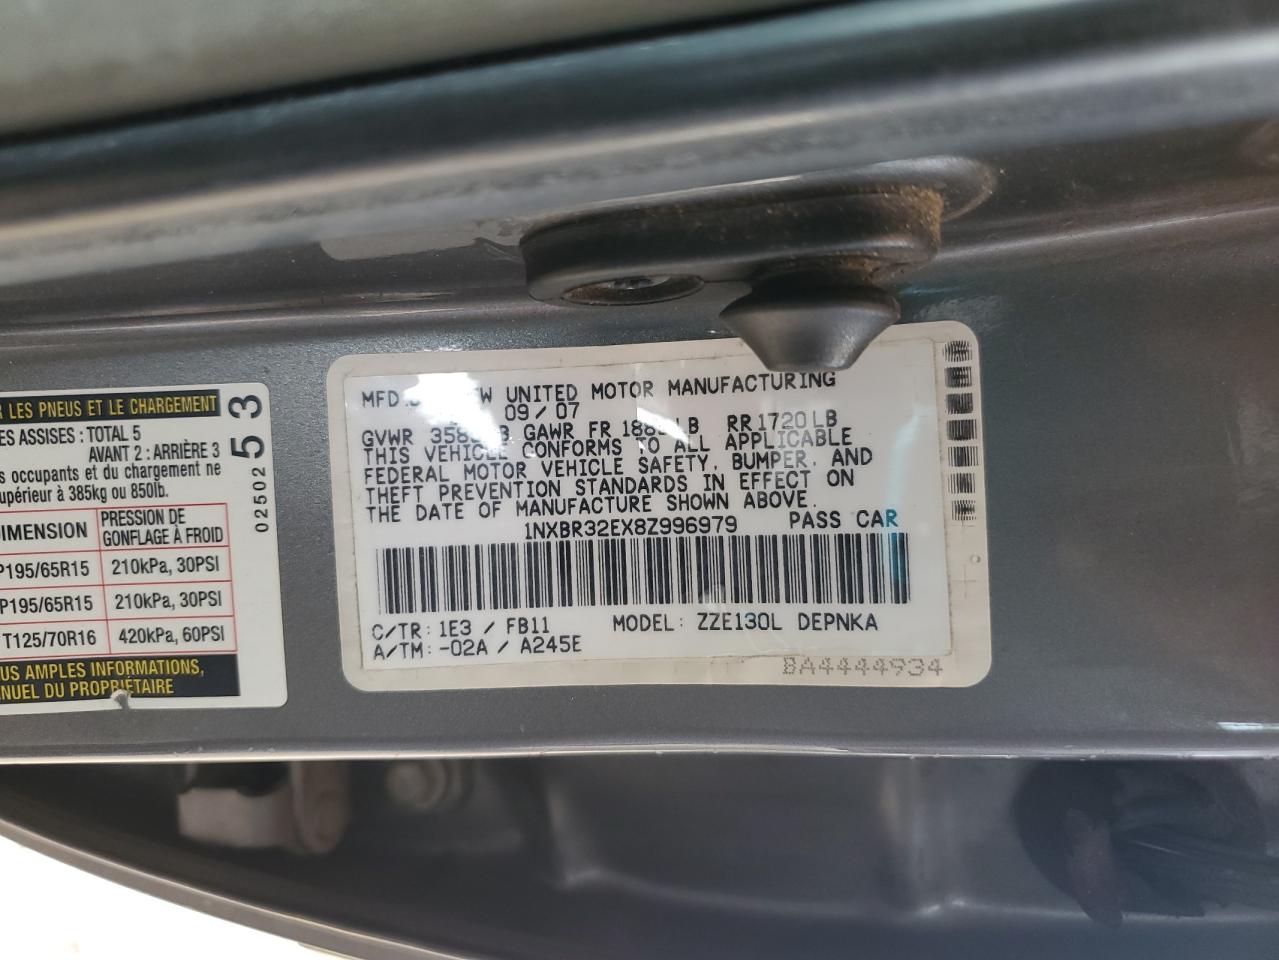 LES PNEUS ET LE CHARGEMENT
ES ASSISES : TOTAL 5
AVANT 2 : ARRIÈRE 3
occupants et du chargement ne
upérieur à 385kg ou 850lb.
02502
53
DIMENSION
PRESSION DE
GONFLAGE À FROID
P195/65R15 210kPa, 30PSI
P195/65R15 210kPa, 30PSI
T125/70R16 420kPa, 60PSI
AMPLES INFORMATIONS,
NUEL DU PROPRIÉTAIRE
MFD. UNITED MOTOR MANUFACTURING
09/07
GVWR GAWR FR RR1720LB
THIS VEHICLE CONFORMS TO ALL APPLICABLE
FEDERAL MOTOR VEHICLE SAFETY, BUMPER, AND
THEFT PREVENTION STANDARDS IN EFFECT ON
THE DATE OF MANUFACTURE SHOWN ABOVE.
1NXBR32EX8Z996979 PASS CAR
C/TR: 1E3 / FB11 MODEL: ZZE130L DEPNKA
A/TM: -02A / A245E
BA4444934